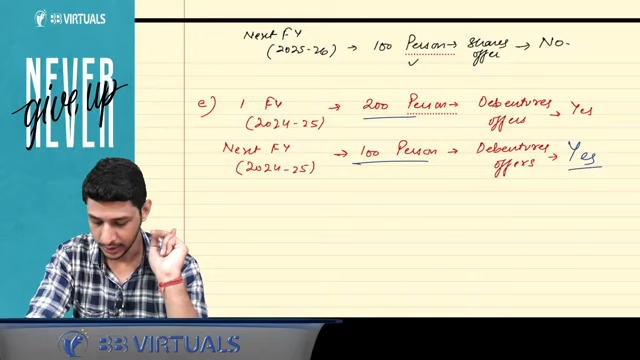 BB VIRTUALS
NEVER
give up
NEVER
Next FY → 100 Person → shares → No
(2025-26) offer
e) 1 FY → 200 Person → Debentures → Yes
(2024-25) offers
Next FY → 100 Person → Debentures → Yes
(2024-25) offers
BB VIRTUALS